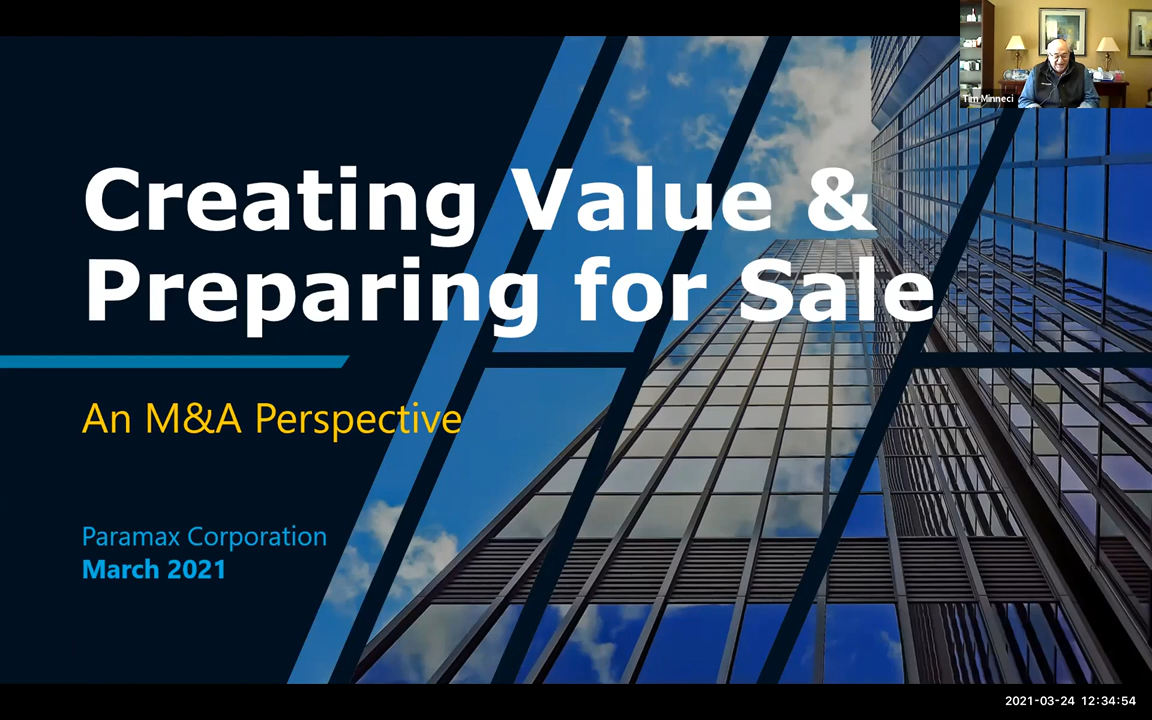 Tim Minneci
Creating Value &
Preparing for Sale
An M&A Perspective
Paramax Corporation
March 2021
2021-03-24 12:34:54